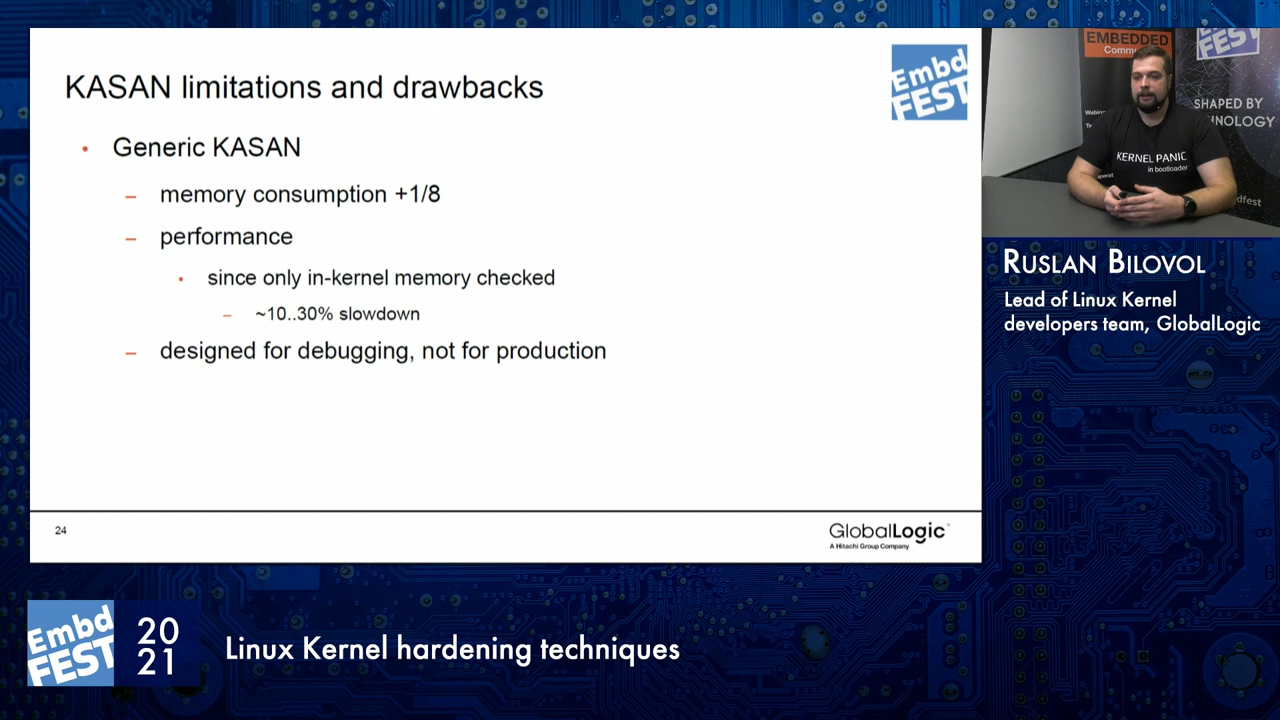 KASAN limitations and drawbacks
Embd
FEST
• Generic KASAN
– memory consumption +1/8
– performance
• since only in-kernel memory checked
– ~10..30% slowdown
– designed for debugging, not for production
24
GlobalLogic
A Hitachi Group Company
EMBEDDED
FEST
SHAPED BY
KERNEL PANIC
in bootloader
RUSLAN BILOVOL
Lead of Linux Kernel
developers team, GlobalLogic
Embd
FEST
20
21
Linux Kernel hardening techniques